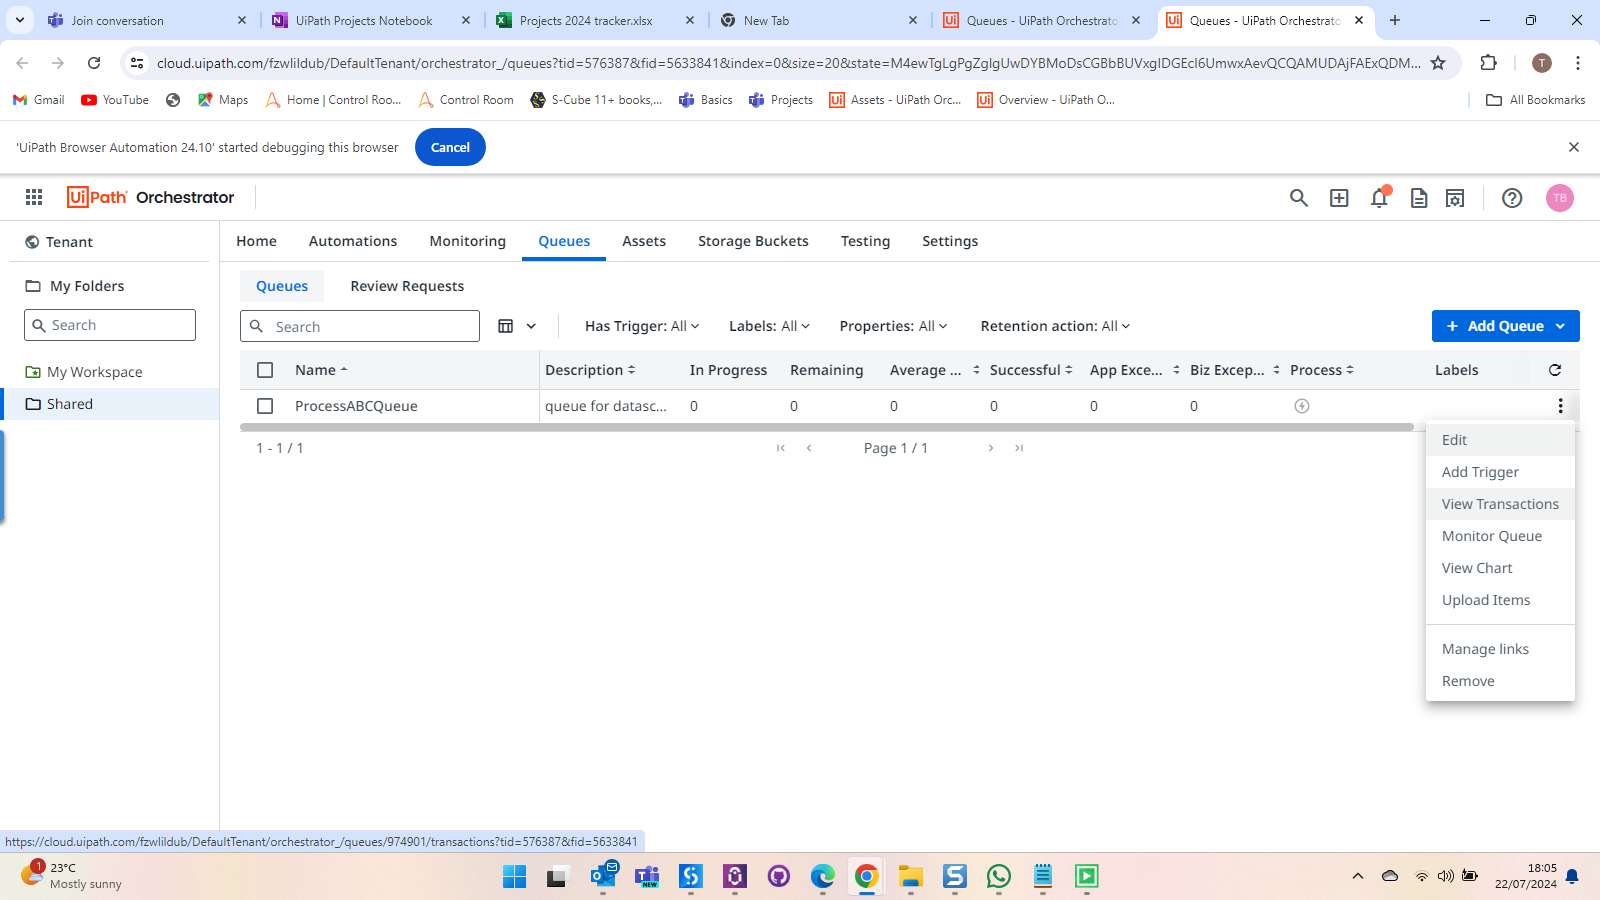 Join conversation
UiPath Projects Notebook
Projects 2024 tracker.xlsx
New Tab
Queues - UiPath Orchestrato
Queues - UiPath Orchestrato
cloud.uipath.com/fzwlildub/DefaultTenant/orchestrator_/queues?tid=576387&fid=5633841&index=0&size=20&state=M4ewTgLgPgZglgUwDYBMoDsCGBbBUVxgIDGEcI6UmwxAevQCQAMUDAjFAExQDM...
T
Gmail
YouTube
Maps
Home | Control Roo...
Control Room
S-Cube 11+ books,...
Basics
Projects
Assets - UiPath Orc...
Overview - UiPath O...
All Bookmarks
'UiPath Browser Automation 24.10' started debugging this browser
Cancel
UiPath Orchestrator
TB
Tenant
Home
Automations
Monitoring
Queues
Assets
Storage Buckets
Testing
Settings
My Folders
Search
My Workspace
Shared
Queues
Review Requests
Search
Has Trigger: All
Labels: All
Properties: All
Retention action: All
Add Queue
Name
Description
In Progress
Remaining
Average ...
Successful
App Exce...
Biz Excep...
Process
Labels
ProcessABCQueue
queue for datasc...
0
0
0
0
0
0
1 - 1 / 1
Page 1 / 1
Edit
Add Trigger
View Transactions
Monitor Queue
View Chart
Upload Items
Manage links
Remove
https://cloud.uipath.com/fzwlildub/DefaultTenant/orchestrator_/queues/974901/transactions?tid=576387&fid=5633841
1
23°C
Mostly sunny
NEW
18:05
22/07/2024